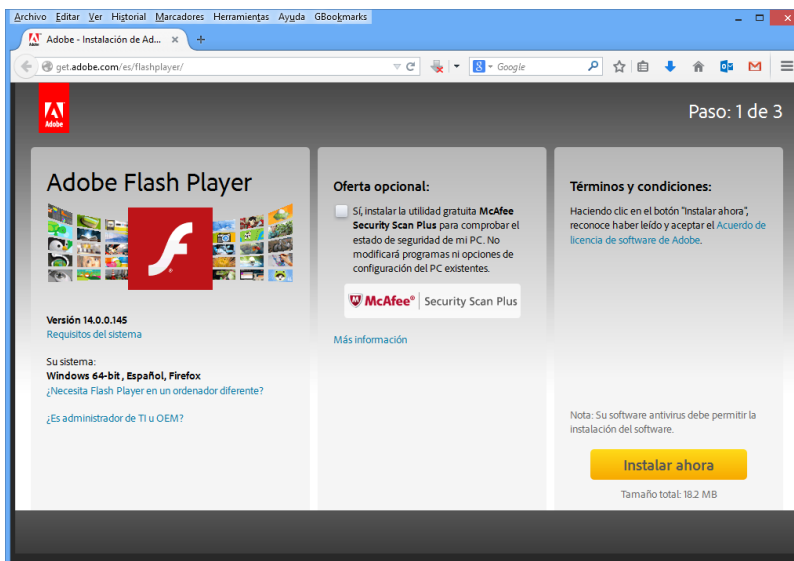 Archivo Editar Ver Historial Marcadores Herramientas Ayuda GBookmarks
Adobe - Instalación de Ad...
get.adobe.com/es/flashplayer/
Google
Adobe
Paso: 1 de 3
Adobe Flash Player
Versión 14.0.0.145
Requisitos del sistema
Su sistema:
Windows 64-bit , Español, Firefox
¿Necesita Flash Player en un ordenador diferente?
¿Es administrador de TI u OEM?
Oferta opcional:
Sí, instalar la utilidad gratuita McAfee
Security Scan Plus para comprobar el
estado de seguridad de mi PC. No
modificará programas ni opciones de
configuración del PC existentes.
McAfee® Security Scan Plus
Más información
Términos y condiciones:
Haciendo clic en el botón "Instalar ahora",
reconoce haber leído y aceptar el Acuerdo de
licencia de software de Adobe.
Nota: Su software antivirus debe permitir la
instalación del software.
Instalar ahora
Tamaño total: 18.2 MB